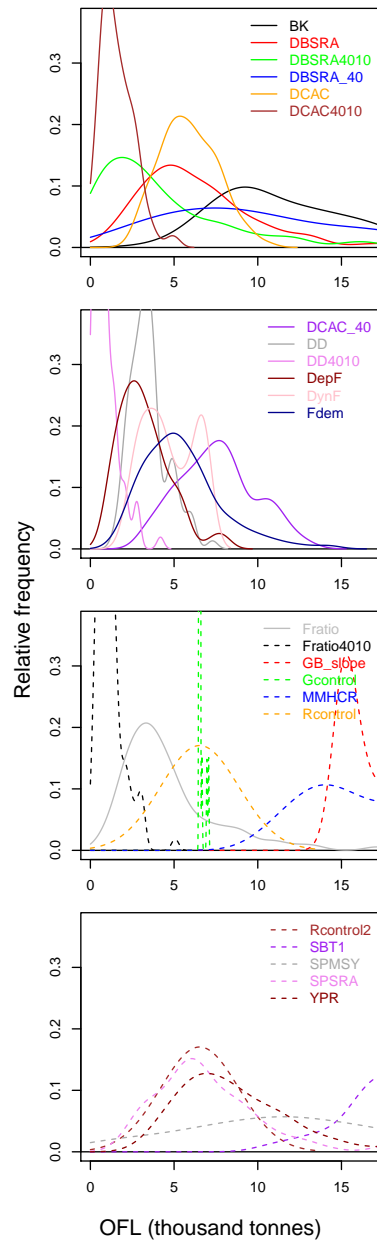 BK
DBSRA
DBSRA4010
DBSRA_40
DCAC
DCAC4010
0.3
0.2
0.1
0.0
0 5 10 15
DCAC_40
DD
DD4010
DepF
DynF
Fdem
0.3
0.2
0.1
0.0
0 5 10 15
Relative frequency
Fratio
Fratio4010
GB_slope
Gcontrol
MMHCR
Rcontrol
0.3
0.2
0.1
0.0
0 5 10 15
Rcontrol2
SBT1
SPMSY
SPSRA
YPR
0.3
0.2
0.1
0.0
0 5 10 15
OFL (thousand tonnes)